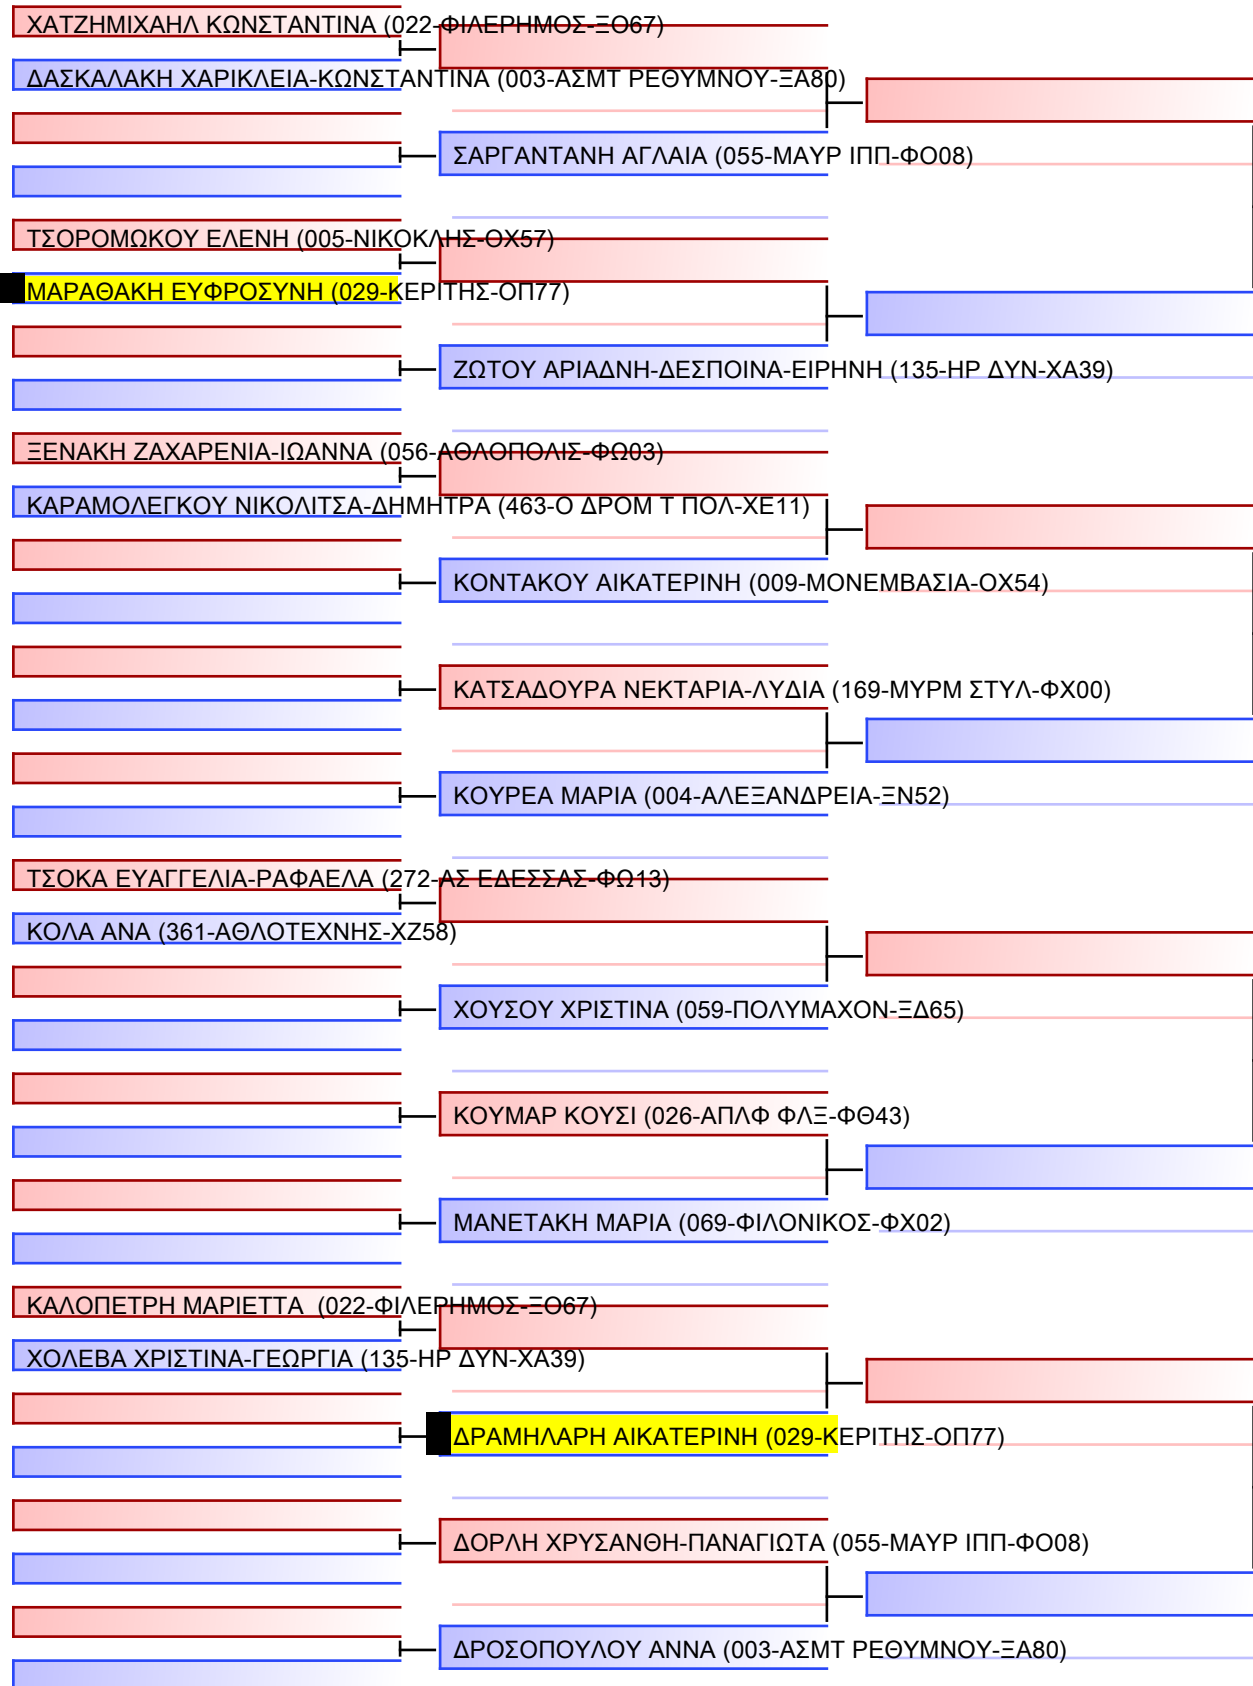 ΧΑΤΖΗΜΙΧΑΗΛ ΚΩΝΣΤΑΝΤΙΝΑ (022-ΦΙΛΕΡΗΜΟΣ-ΞΟ67)
ΔΑΣΚΑΛΑΚΗ ΧΑΡΙΚΛΕΙΑ-ΚΩΝΣΤΑΝΤΙΝΑ (003-ΑΣΜΤ ΡΕΘΥΜΝΟΥ-ΞΑ80)
ΣΑΡΓΑΝΤΑΝΗ ΑΓΛΑΙΑ (055-ΜΑΥΡ ΙΠΠ-ΦΟ08)
ΤΣΟΡΟΜΩΚΟΥ ΕΛΕΝΗ (005-ΝΙΚΟΚΛΗΣ-ΟΧ57)
ΜΑΡΑΘΑΚΗ ΕΥΦΡΟΣΥΝΗ (029-ΚΕΡΙΤΗΣ-ΟΠ77)
ΖΩΤΟΥ ΑΡΙΑΔΝΗ-ΔΕΣΠΟΙΝΑ-ΕΙΡΗΝΗ (135-ΗΡ ΔΥΝ-ΧΑ39)
ΞΕΝΑΚΗ ΖΑΧΑΡΕΝΙΑ-ΙΩΑΝΝΑ (056-ΑΘΛΟΠΟΛΙΣ-ΦΩ03)
ΚΑΡΑΜΟΛΕΓΚΟΥ ΝΙΚΟΛΙΤΣΑ-ΔΗΜΗΤΡΑ (463-Ο ΔΡΟΜ Τ ΠΟΛ-ΧΕ11)
ΚΟΝΤΑΚΟΥ ΑΙΚΑΤΕΡΙΝΗ (009-ΜΟΝΕΜΒΑΣΙΑ-ΟΧ54)
ΚΑΤΣΑΔΟΥΡΑ ΝΕΚΤΑΡΙΑ-ΛΥΔΙΑ (169-ΜΥΡΜ ΣΤΥΛ-ΦΧ00)
ΚΟΥΡΕΑ ΜΑΡΙΑ (004-ΑΛΕΞΑΝΔΡΕΙΑ-ΞΝ52)
ΤΣΟΚΑ ΕΥΑΓΓΕΛΙΑ-ΡΑΦΑΕΛΑ (272-ΑΣ ΕΔΕΣΣΑΣ-ΦΩ13)
ΚΟΛΑ ΑΝΑ (361-ΑΘΛΟΤΕΧΝΗΣ-ΧΖ58)
ΧΟΥΣΟΥ ΧΡΙΣΤΙΝΑ (059-ΠΟΛΥΜΑΧΟΝ-ΞΔ65)
ΚΟΥΜΑΡ ΚΟΥΣΙ (026-ΑΠΛΦ ΦΛΞ-ΦΘ43)
ΜΑΝΕΤΑΚΗ ΜΑΡΙΑ (069-ΦΙΛΟΝΙΚΟΣ-ΦΧ02)
ΚΑΛΟΠΕΤΡΗ ΜΑΡΙΕΤΤΑ (022-ΦΙΛΕΡΗΜΟΣ-ΞΟ67)
ΧΟΛΕΒΑ ΧΡΙΣΤΙΝΑ-ΓΕΩΡΓΙΑ (135-ΗΡ ΔΥΝ-ΧΑ39)
ΔΡΑΜΗΛΑΡΗ ΑΙΚΑΤΕΡΙΝΗ (029-ΚΕΡΙΤΗΣ-ΟΠ77)
ΔΟΡΛΗ ΧΡΥΣΑΝΘΗ-ΠΑΝΑΓΙΩΤΑ (055-ΜΑΥΡ ΙΠΠ-ΦΟ08)
ΔΡΟΣΟΠΟΥΛΟΥ ΑΝΝΑ (003-ΑΣΜΤ ΡΕΘΥΜΝΟΥ-ΞΑ80)